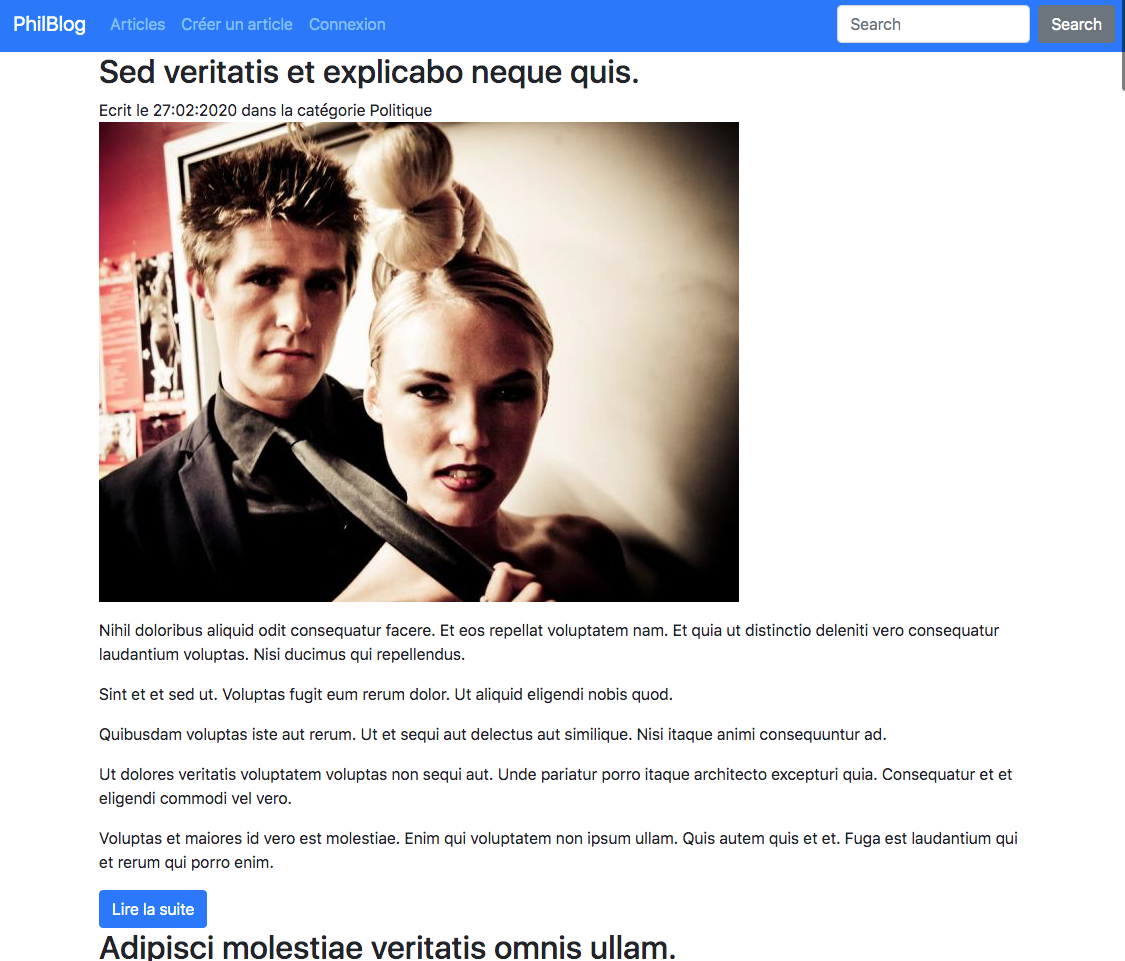 PhilBlog Articles Créer un article Connexion Search Search
Sed veritatis et explicabo neque quis.
Ecrit le 27:02:2020 dans la catégorie Politique
Nihil doloribus aliquid odit consequatur facere. Et eos repellat voluptatem nam. Et quia ut distinctio deleniti vero consequatur
laudantium voluptas. Nisi ducimus qui repellendus.
Sint et et sed ut. Voluptas fugit eum rerum dolor. Ut aliquid eligendi nobis quod.
Quibusdam voluptas iste aut rerum. Ut et sequi aut delectus aut similique. Nisi itaque animi consequuntur ad.
Ut dolores veritatis voluptatem voluptas non sequi aut. Unde pariatur porro itaque architecto excepturi quia. Consequatur et et
eligendi commodi vel vero.
Voluptas et maiores id vero est molestiae. Enim qui voluptatem non ipsum ullam. Quis autem quis et et. Fuga est laudantium qui
et rerum qui porro enim.
Lire la suite
Adipisci molestiae veritatis omnis ullam.